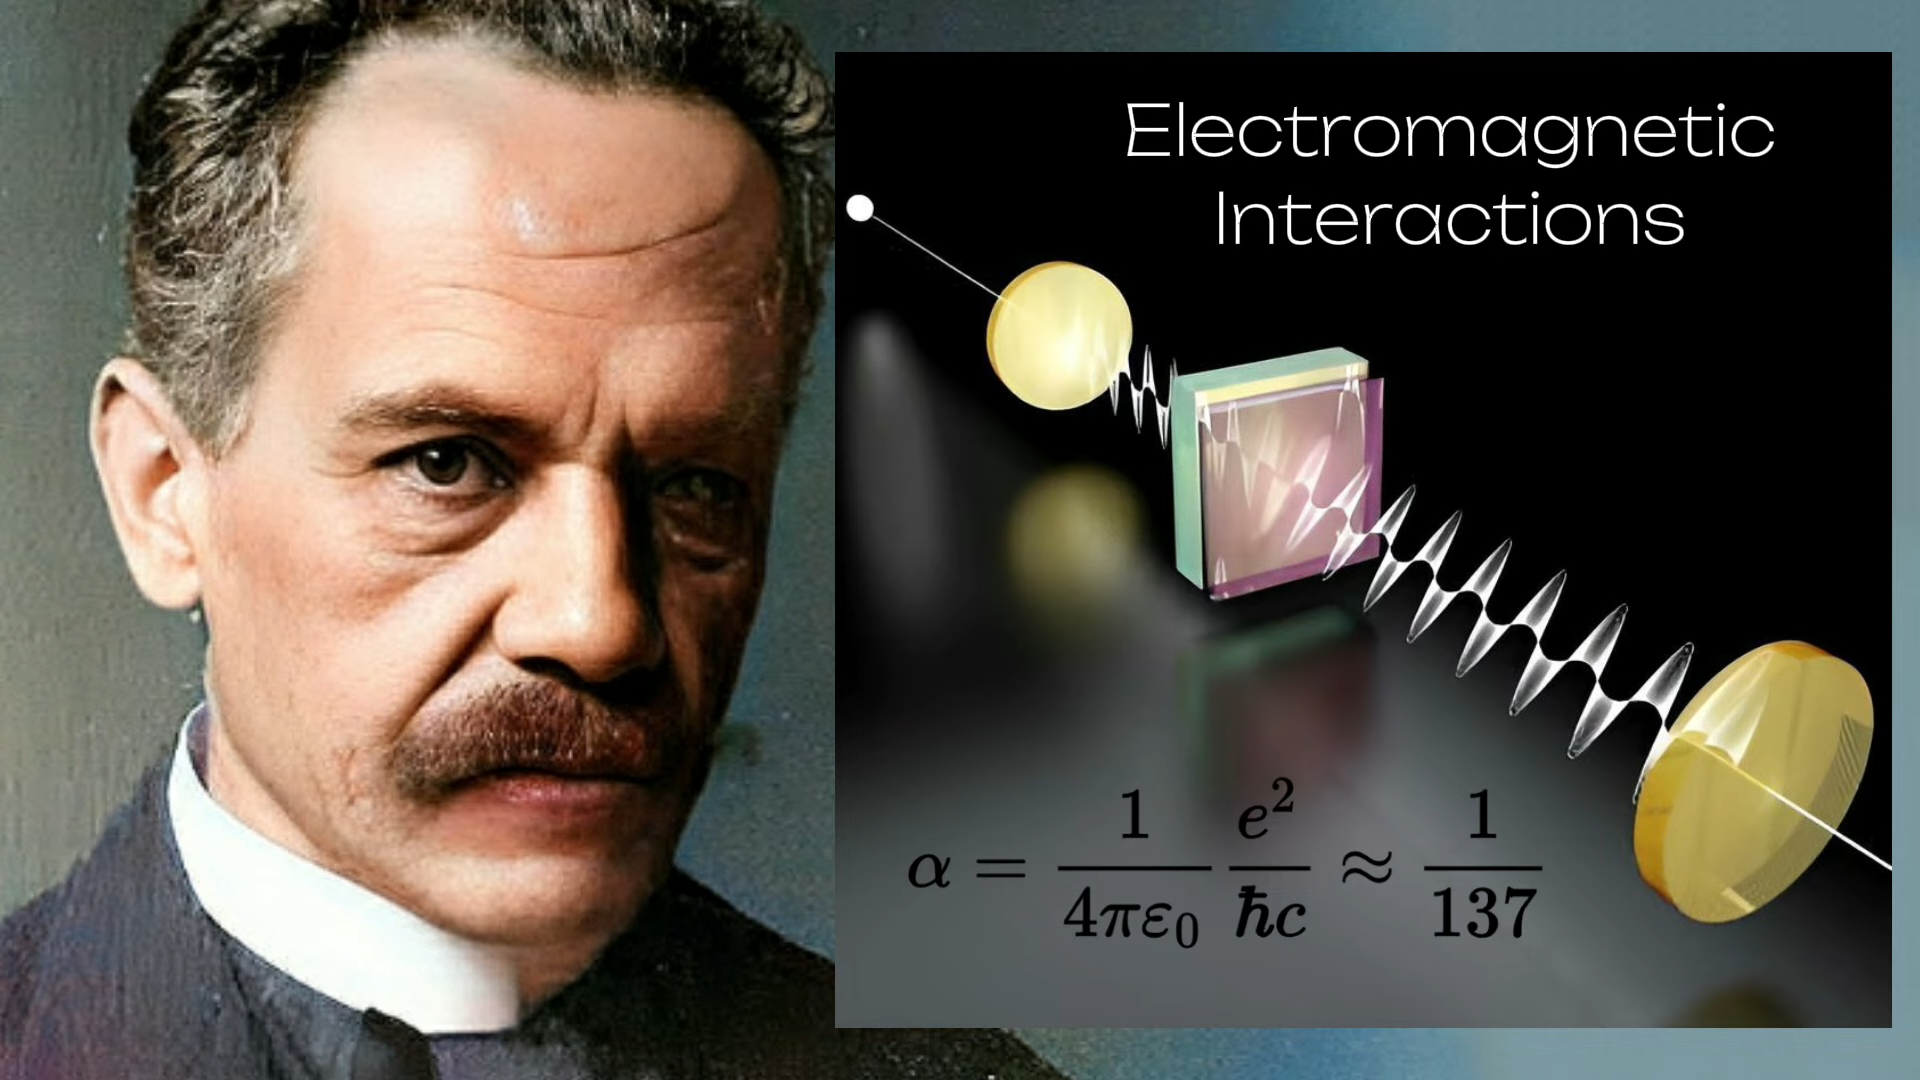 Electromagnetic
Interactions
α = 1/(4πε₀) e²/(ħc) ≈ 1/137